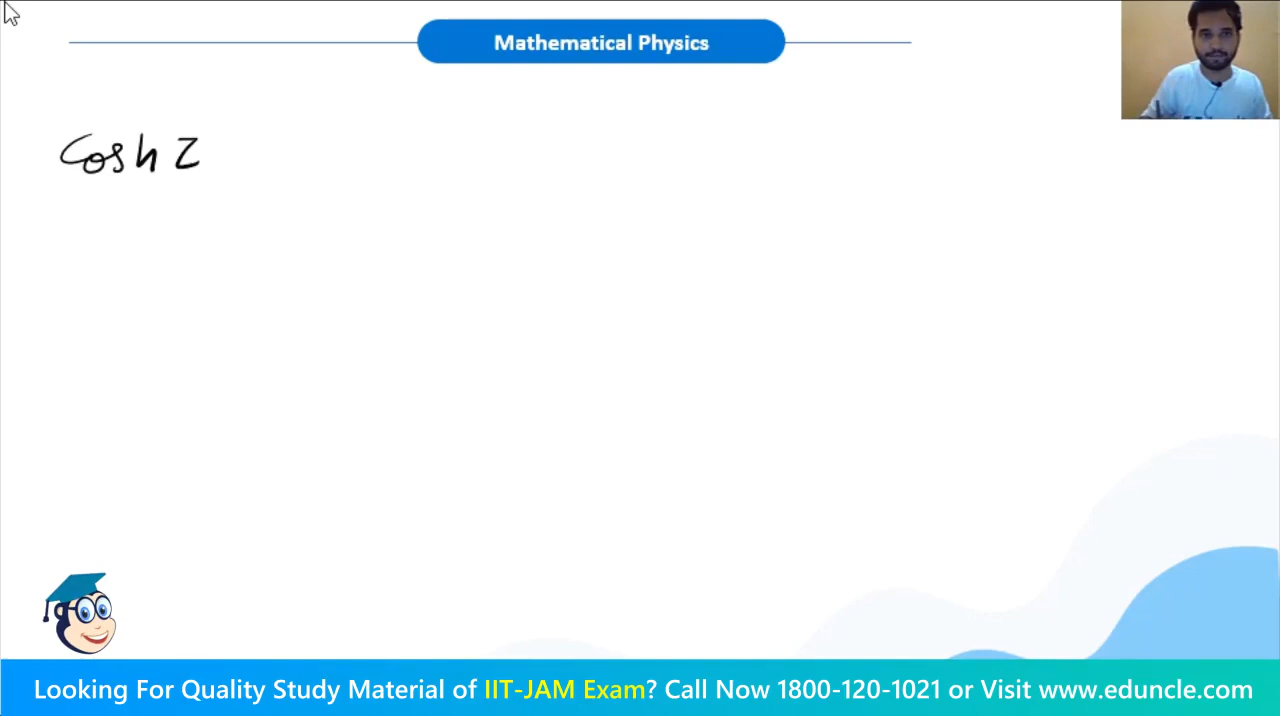 Mathematical Physics
Cosh z
Looking For Quality Study Material of IIT-JAM Exam? Call Now 1800-120-1021 or Visit www.eduncle.com